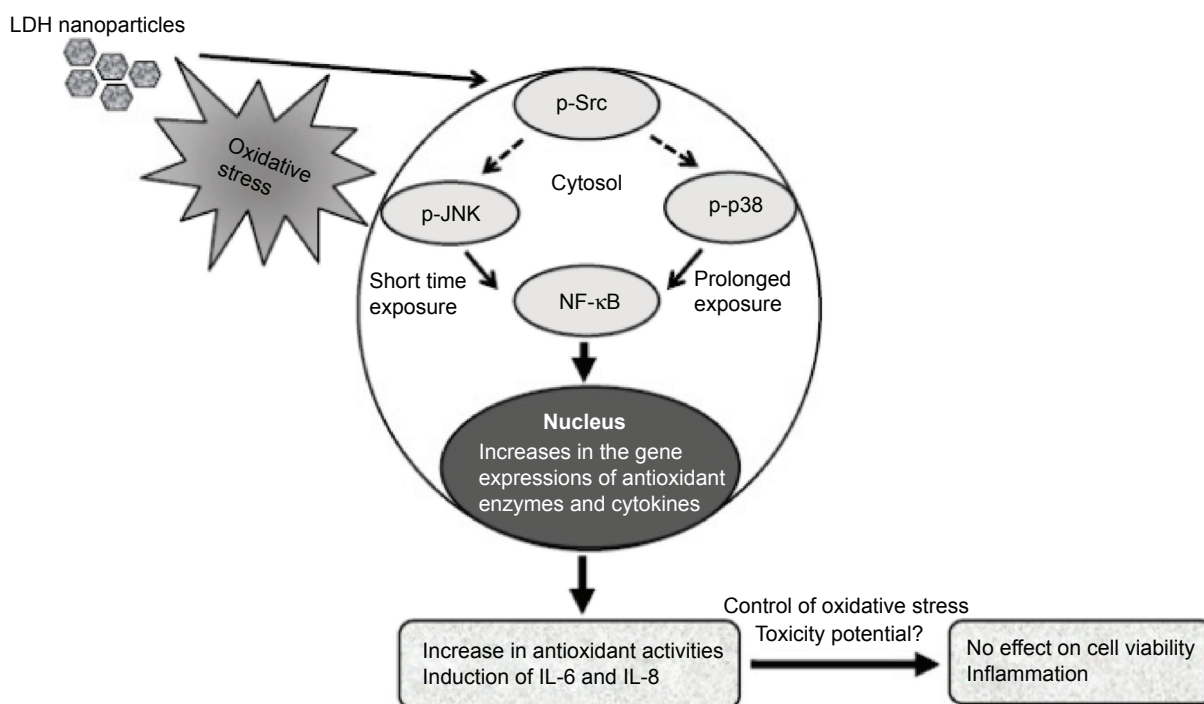 LDH nanoparticles
Oxidative
stress
p-Src
Cytosol
p-JNK
p-p38
Short time
exposure
Prolonged
exposure
NF-κB
Nucleus
Increases in the gene
expressions of antioxidant
enzymes and cytokines
Control of oxidative stress
Toxicity potential?
Increase in antioxidant activities
Induction of IL-6 and IL-8
No effect on cell viability
Inflammation